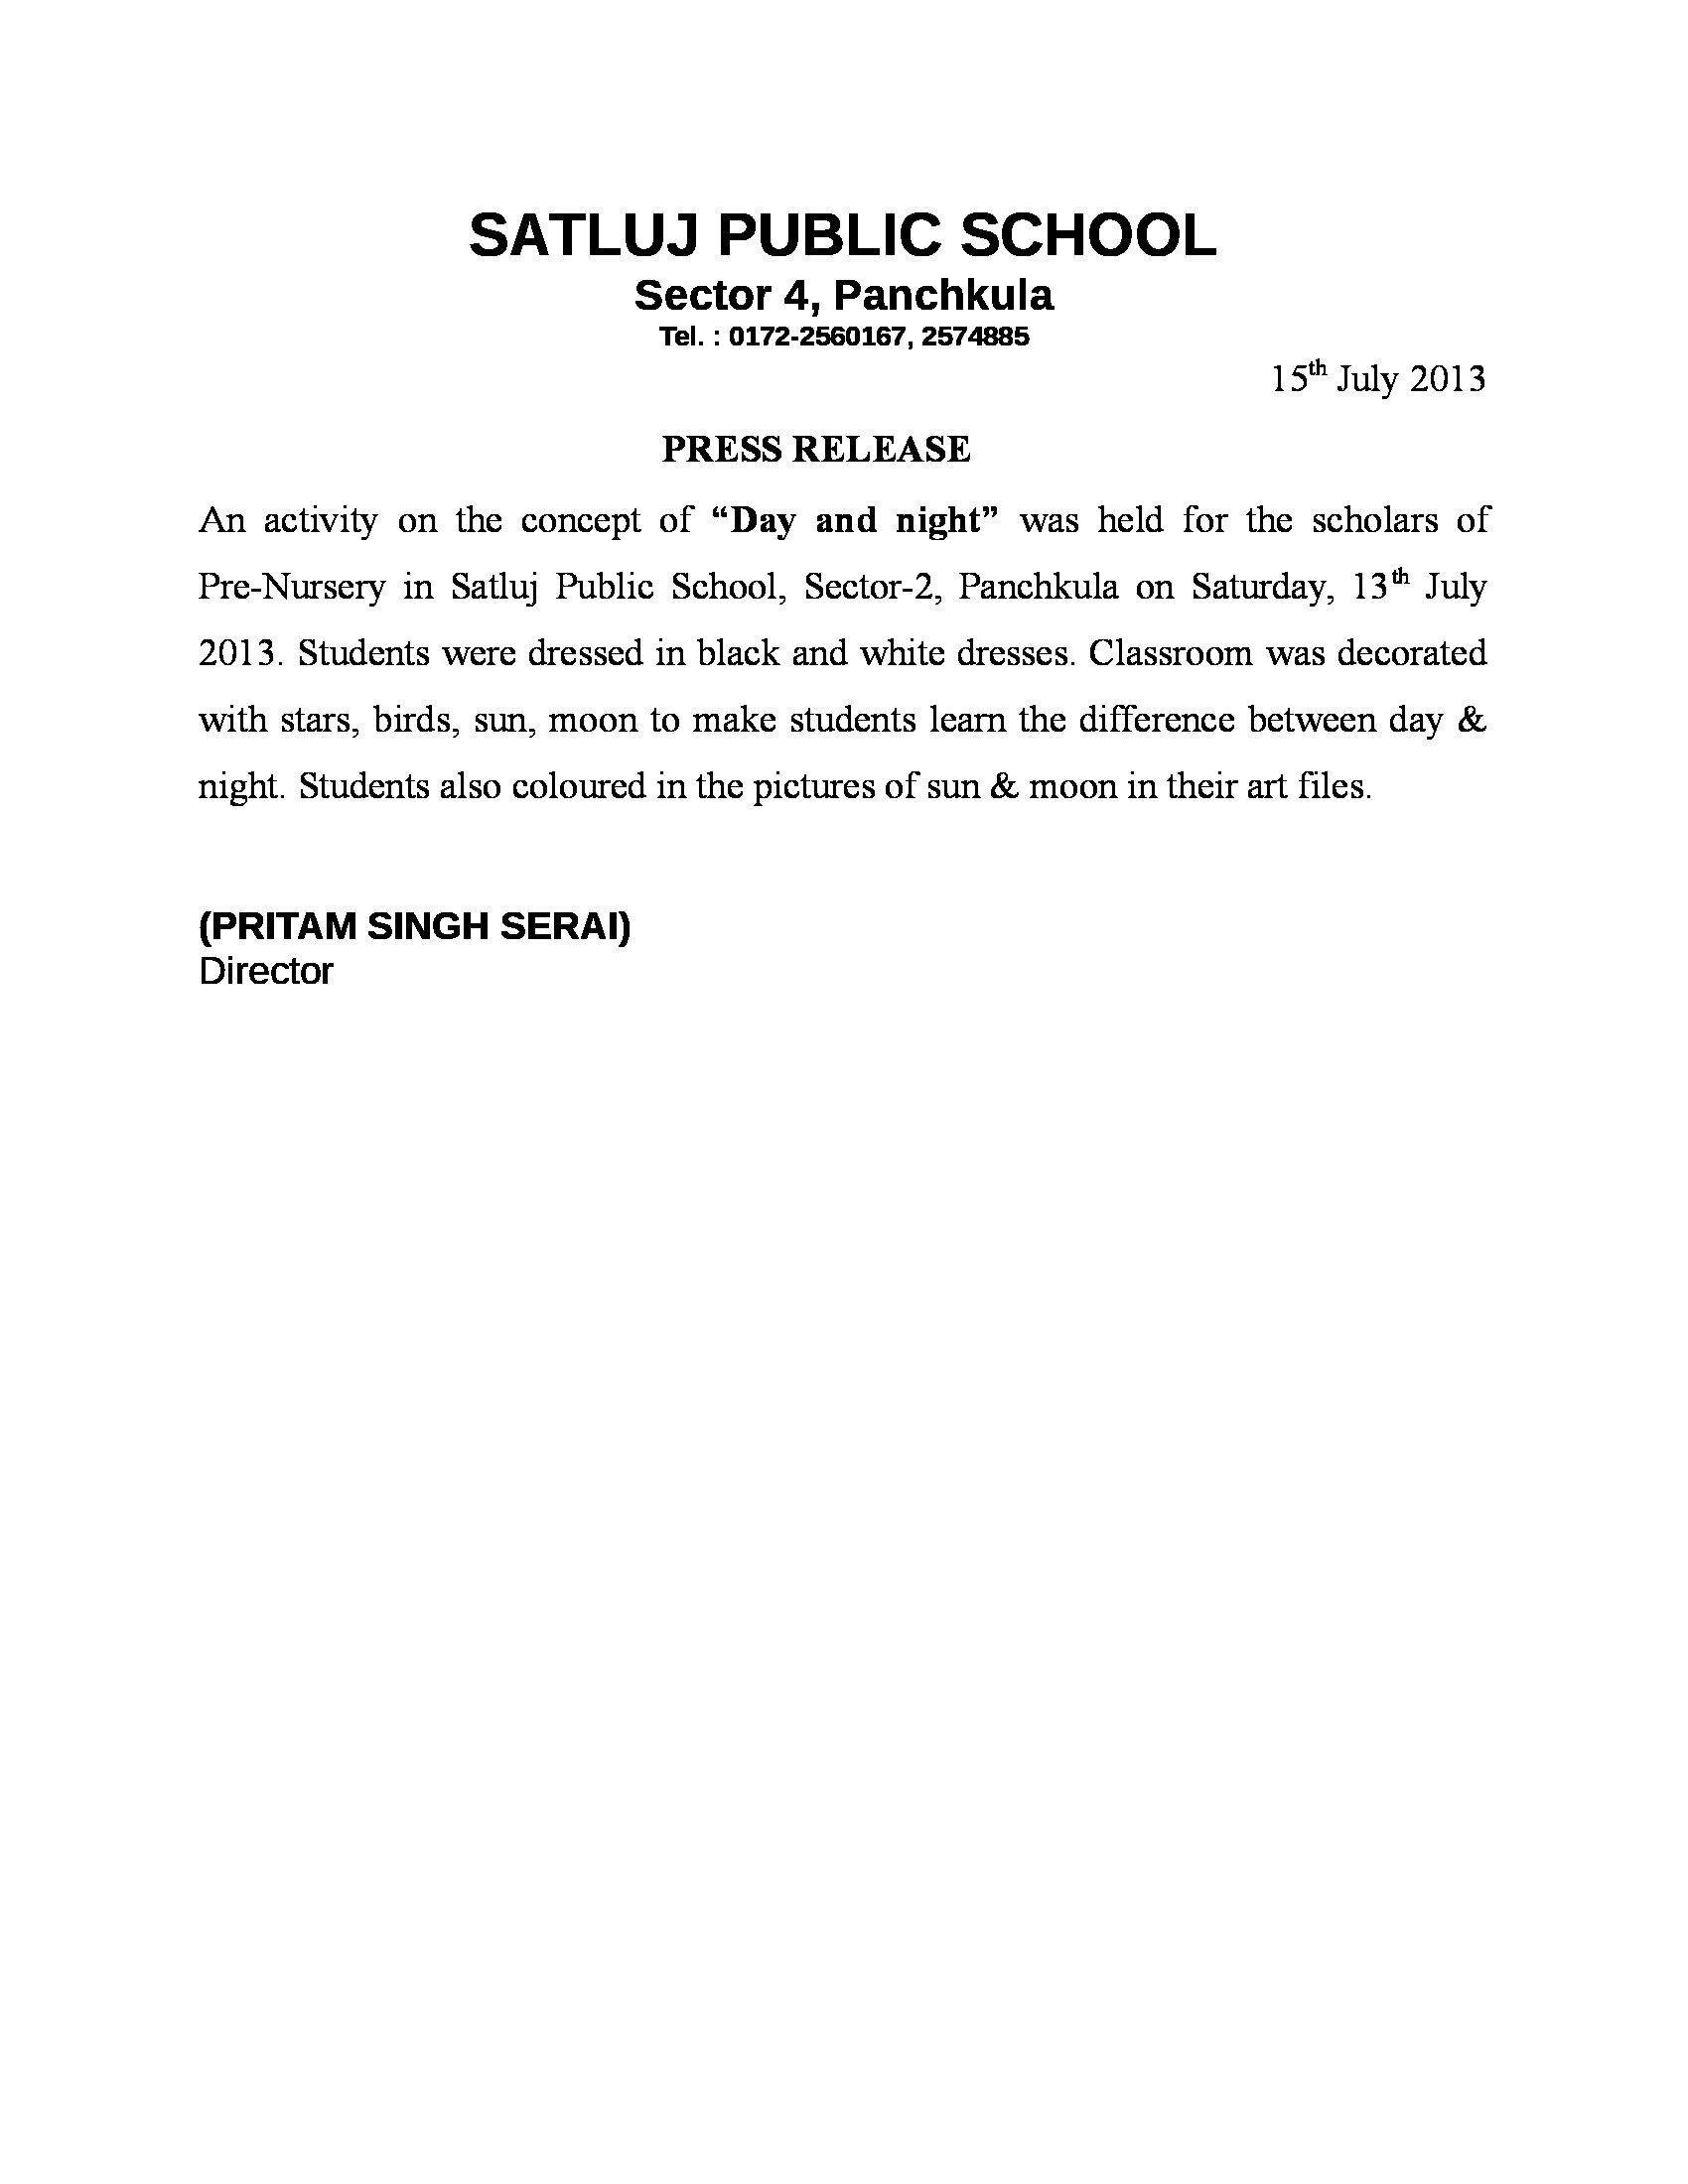 SATLUJ PUBLIC SCHOOL
Sector 4, Panchkula
Tel. : 0172-2560167, 2574885
15th July 2013
PRESS RELEASE
An activity on the concept of “Day and night” was held for the scholars of
Pre-Nursery in Satluj Public School, Sector-2, Panchkula on Saturday, 13th July
2013. Students were dressed in black and white dresses. Classroom was decorated
with stars, birds, sun, moon to make students learn the difference between day &
night. Students also coloured in the pictures of sun & moon in their art files.
(PRITAM SINGH SERAI)
Director